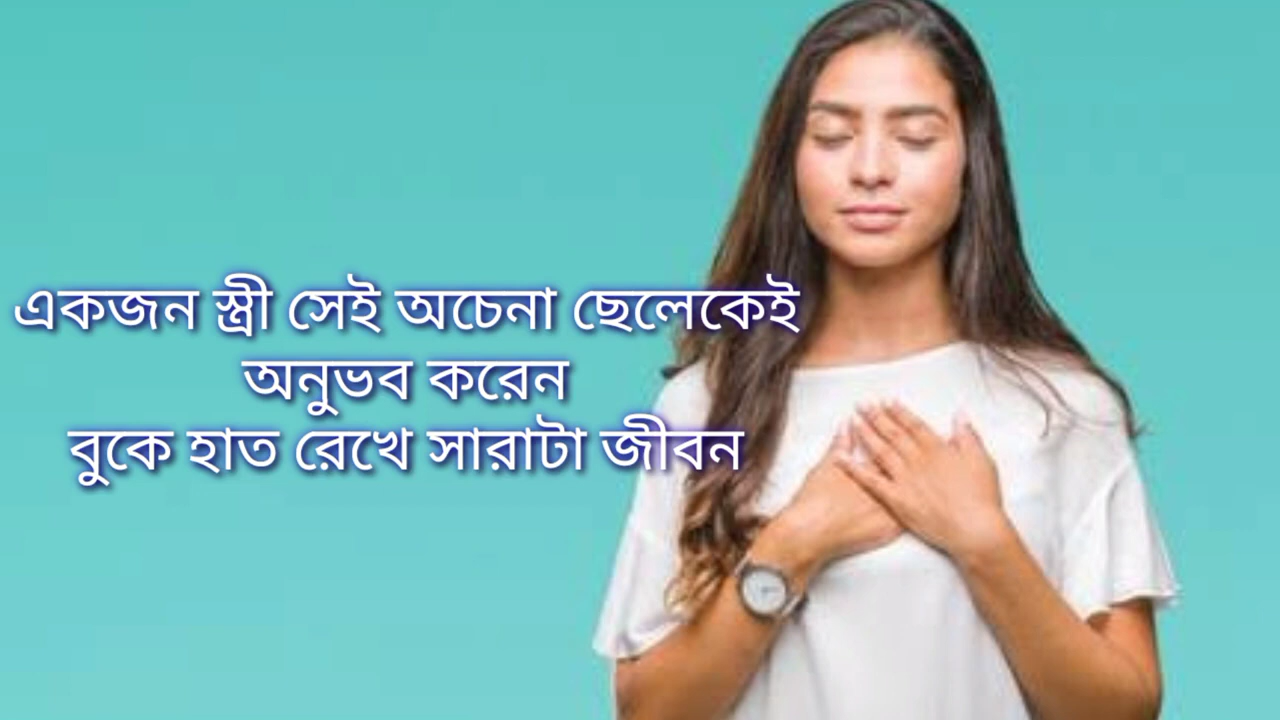 একজন স্ত্রী সেই অচেনা ছেলেকেই
অনুভব করেন
বুকে হাত রেখে সারাটা জীবন